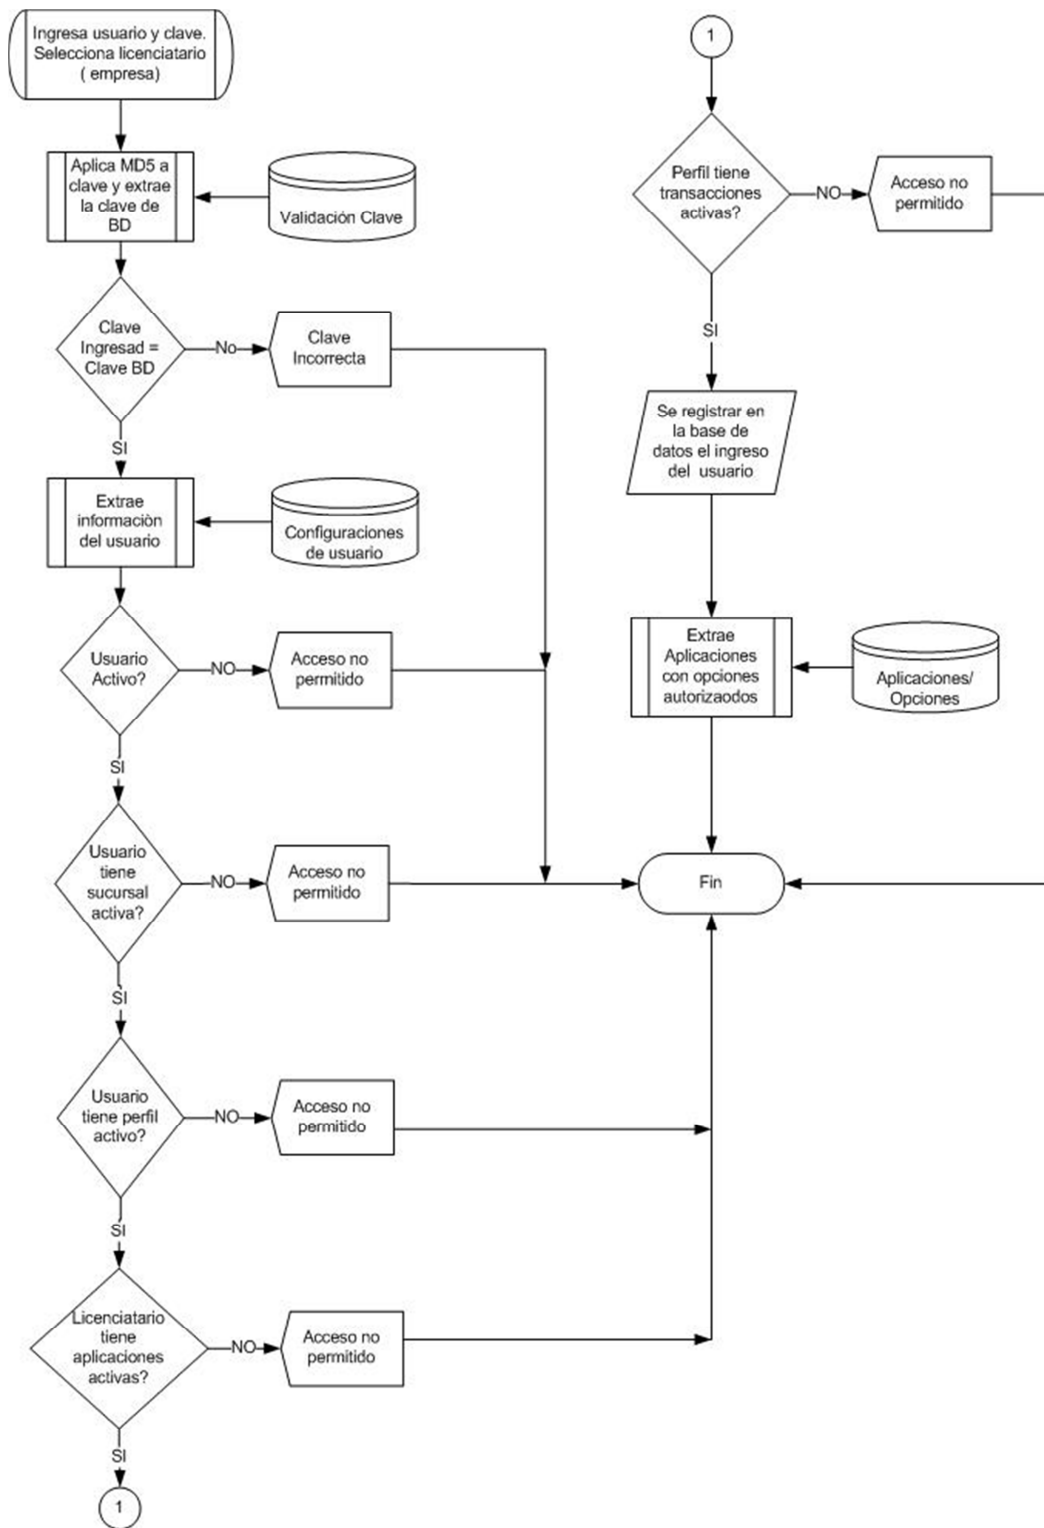 Ingresa usuario y clave.
Selecciona licenciatario
( empresa)
Aplica MD5 a
clave y extrae
la clave de
BD
Validación Clave
Clave
Ingresad =
Clave BD
No
Clave
Incorrecta
SI
Extrae
informaciòn
del usuario
Configuraciones
de usuario
Usuario
Activo?
NO
Acceso no
permitido
SI
Usuario
tiene
sucursal
activa?
NO
Acceso no
permitido
SI
Usuario
tiene perfil
activo?
NO
Acceso no
permitido
SI
Licenciatario
tiene
aplicaciones
activas?
NO
Acceso no
permitido
SI
1
1
Perfil tiene
transacciones
activas?
NO
Acceso no
permitido
SI
Se registrar en
la base de
datos el ingreso
del usuario
Extrae
Aplicaciones
con opciones
autorizaodos
Aplicaciones/
Opciones
Fin